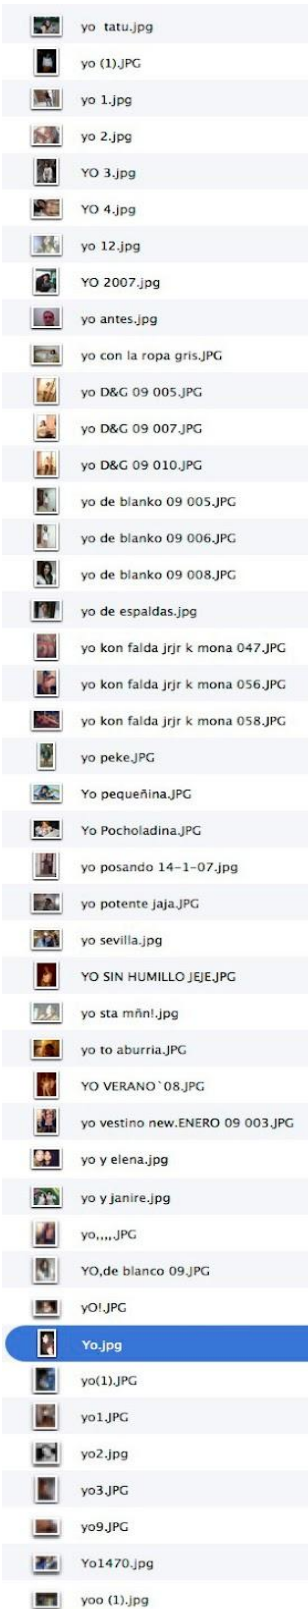 yo  tatu.jpg
yo (1).JPG
yo 1.jpg
yo 2.jpg
YO 3.jpg
YO 4.jpg
yo 12.jpg
YO 2007.jpg
yo antes.jpg
yo con la ropa gris.JPG
yo D&G 09 005.JPG
yo D&G 09 007.JPG
yo D&G 09 010.JPG
yo de blanko 09 005.JPG
yo de blanko 09 006.JPG
yo de blanko 09 008.JPG
yo de espaldas.jpg
yo kon falda jrjr k mona 047.JPG
yo kon falda jrjr k mona 056.JPG
yo kon falda jrjr k mona 058.JPG
yo peke.JPG
Yo pequeñina.JPG
Yo Pocholadina.JPG
yo posando 14-1-07.jpg
yo potente jaja.JPG
yo sevilla.jpg
YO SIN HUMILLO JEJE.JPG
yo sta mñn!.jpg
yo to aburria.JPG
YO VERANO`08.JPG
yo vestino new.ENERO 09 003.JPG
yo y elena.jpg
yo y janire.jpg
yo,,,,.JPG
YO,de blanco 09.JPG
yO!.JPG
Yo.jpg
yo(1).JPG
yo1.JPG
yo2.jpg
yo3.JPG
yo9.JPG
Yo1470.jpg
yoo (1).jpg